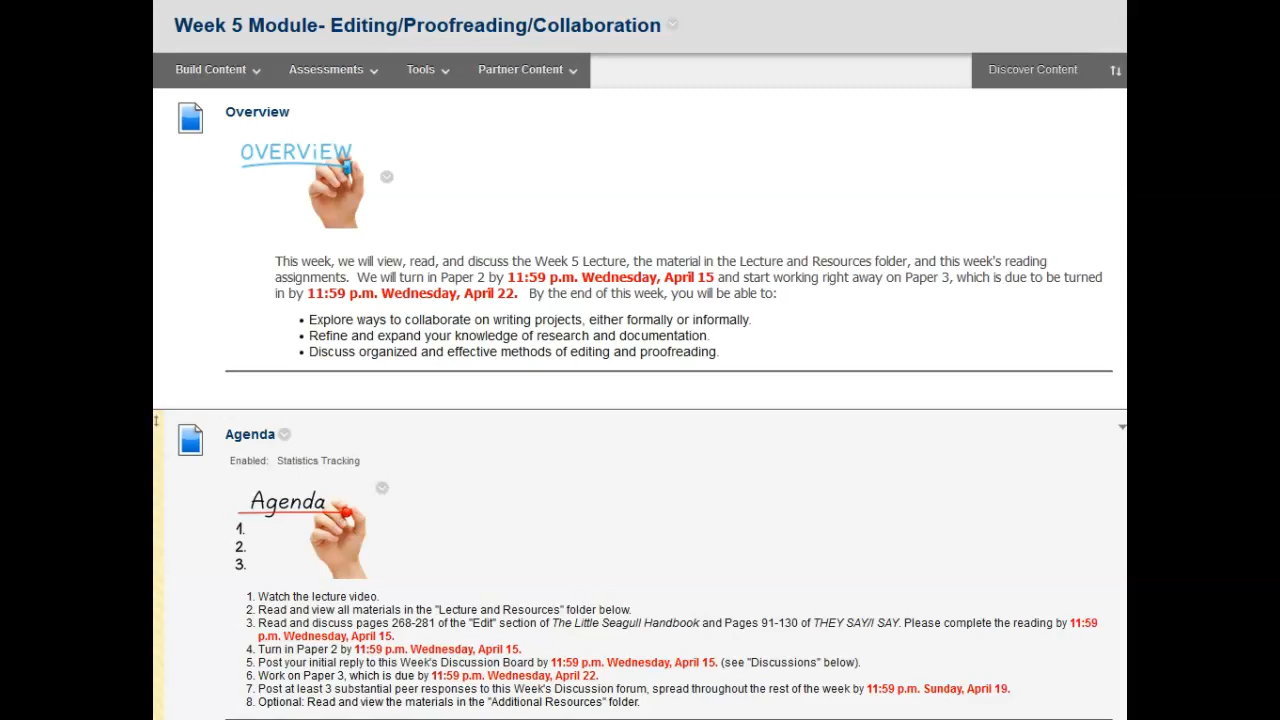 Week 5 Module- Editing/Proofreading/Collaboration
Build Content Assessments Tools Partner Content Discover Content
Overview
OVERViEW
This week, we will view, read, and discuss the Week 5 Lecture, the material in the Lecture and Resources folder, and this week's reading
assignments. We will turn in Paper 2 by 11:59 p.m. Wednesday, April 15 and start working right away on Paper 3, which is due to be turned
in by 11:59 p.m. Wednesday, April 22. By the end of this week, you will be able to:
• Explore ways to collaborate on writing projects, either formally or informally.
• Refine and expand your knowledge of research and documentation.
• Discuss organized and effective methods of editing and proofreading.
Agenda
Enabled: Statistics Tracking
Agenda
1.
2.
3.
1. Watch the lecture video.
2. Read and view all materials in the "Lecture and Resources" folder below.
3. Read and discuss pages 268-281 of the "Edit" section of The Little Seagull Handbook and Pages 91-130 of THEY SAY/I SAY. Please complete the reading by 11:59
p.m. Wednesday, April 15.
4. Turn in Paper 2 by 11:59 p.m. Wednesday, April 15.
5. Post your initial reply to this Week's Discussion Board by 11:59 p.m. Wednesday, April 15. (see "Discussions" below).
6. Work on Paper 3, which is due by 11:59 p.m. Wednesday, April 22.
7. Post at least 3 substantial peer responses to this Week's Discussion forum, spread throughout the rest of the week by 11:59 p.m. Sunday, April 19.
8. Optional: Read and view the materials in the "Additional Resources" folder.